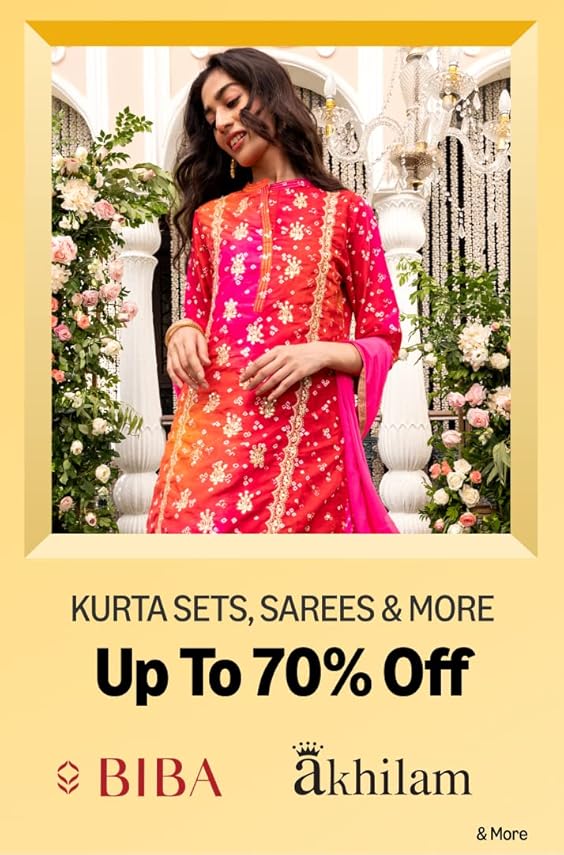 KURTA SETS, SAREES & MORE
Up To 70% Off
BIBA
akhilam
& More